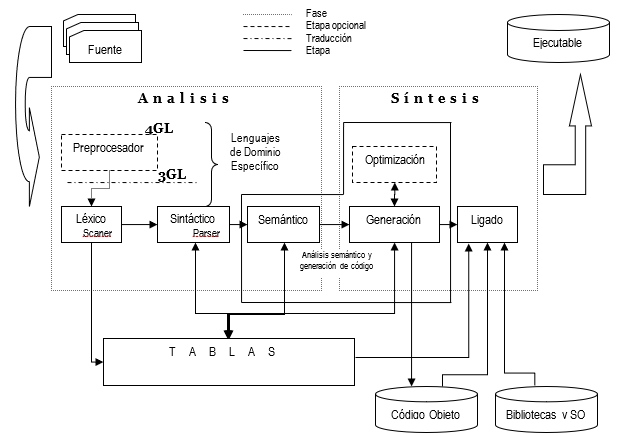 Fase
Etapa opcional
Traducción
Etapa
Fuente
Ejecutable
Analisis
Síntesis
4GL
Preprocesador
3GL
Lenguajes
de Dominio
Específico
Optimización
Léxico
Scaner
Sintáctico
Parser
Semántico
Generación
Ligado
Análisis semántico y
generación de código
TABLAS
Código Objeto
Bibliotecas y SO